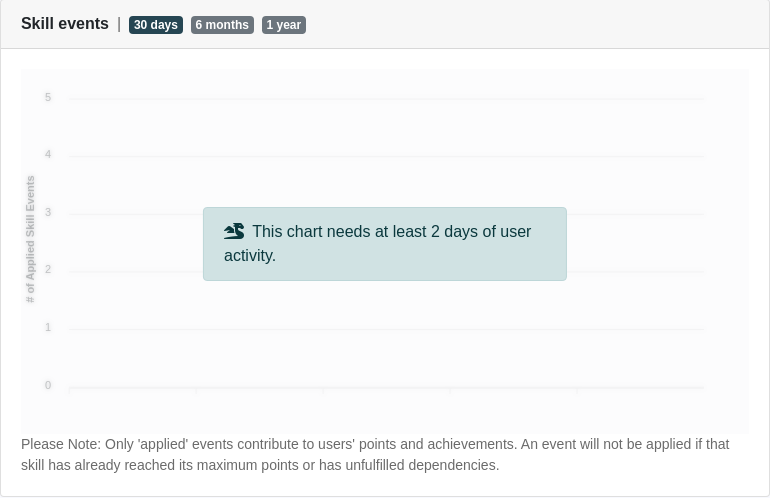 Skill events | 30 days 6 months 1 year
5
4
3
2
1
0
# of Applied Skill Events
This chart needs at least 2 days of user
activity.
Please Note: Only 'applied' events contribute to users' points and achievements. An event will not be applied if that
skill has already reached its maximum points or has unfulfilled dependencies.